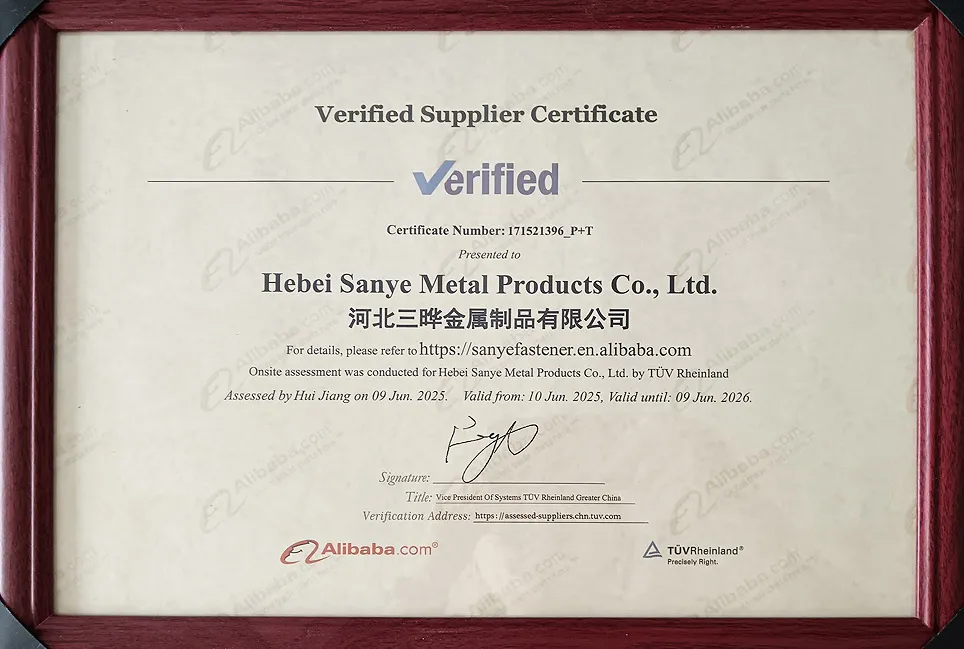 Verified Supplier Certificate
Verified
Certificate Number: 171521396_P+T
Presented to
Hebei Sanye Metal Products Co., Ltd.
河北三晔金属制品有限公司
For details, please refer to https://sanyefastener.en.alibaba.com
Onsite assessment was conducted for Hebei Sanye Metal Products Co., Ltd. by TÜV Rheinland
Assessed by Hui Jiang on 09 Jun. 2025. Valid from: 10 Jun. 2025, Valid until: 09 Jun. 2026.
Signature:
Title: Vice President Of Systems TÜV Rheinland Greater China
Verification Address: https://assessed-suppliers.chn.tuv.com
Alibaba.com®
TÜVRheinland®
Precisely Right.